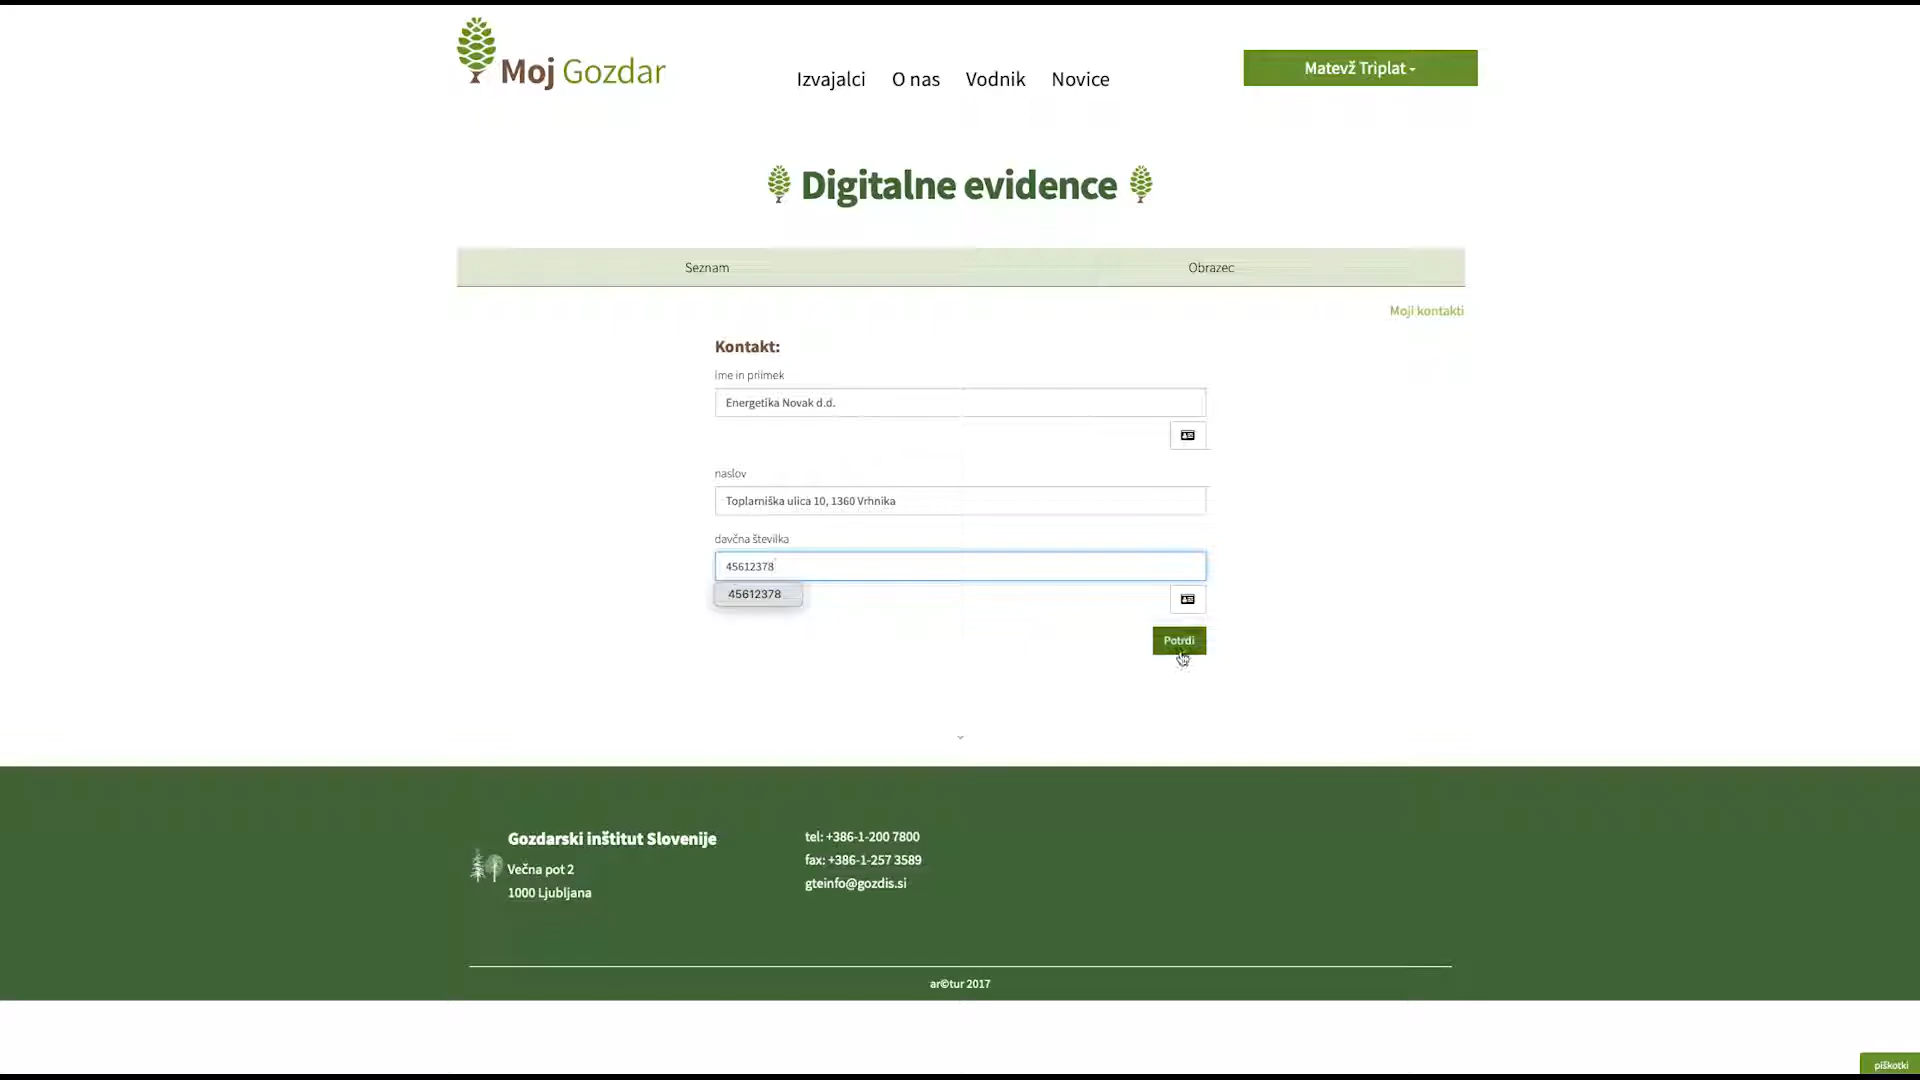 Moj Gozdar
Izvajalci O nas Vodnik Novice
Matevž Triplat
Digitalne evidence
Seznam Obrazec
Moji kontakti
Kontakt:
ime in priimek
Energetika Novak d.d.
naslov
Toplarniška ulica 10, 1360 Vrhnika
davčna številka
45612378
45612378
Potrdi
Gozdarski inštitut Slovenije
Večna pot 2
1000 Ljubljana
tel: +386-1-200 7800
fax: +386-1-257 3589
gteinfo@gozdis.si
ar©tur 2017
piškotki